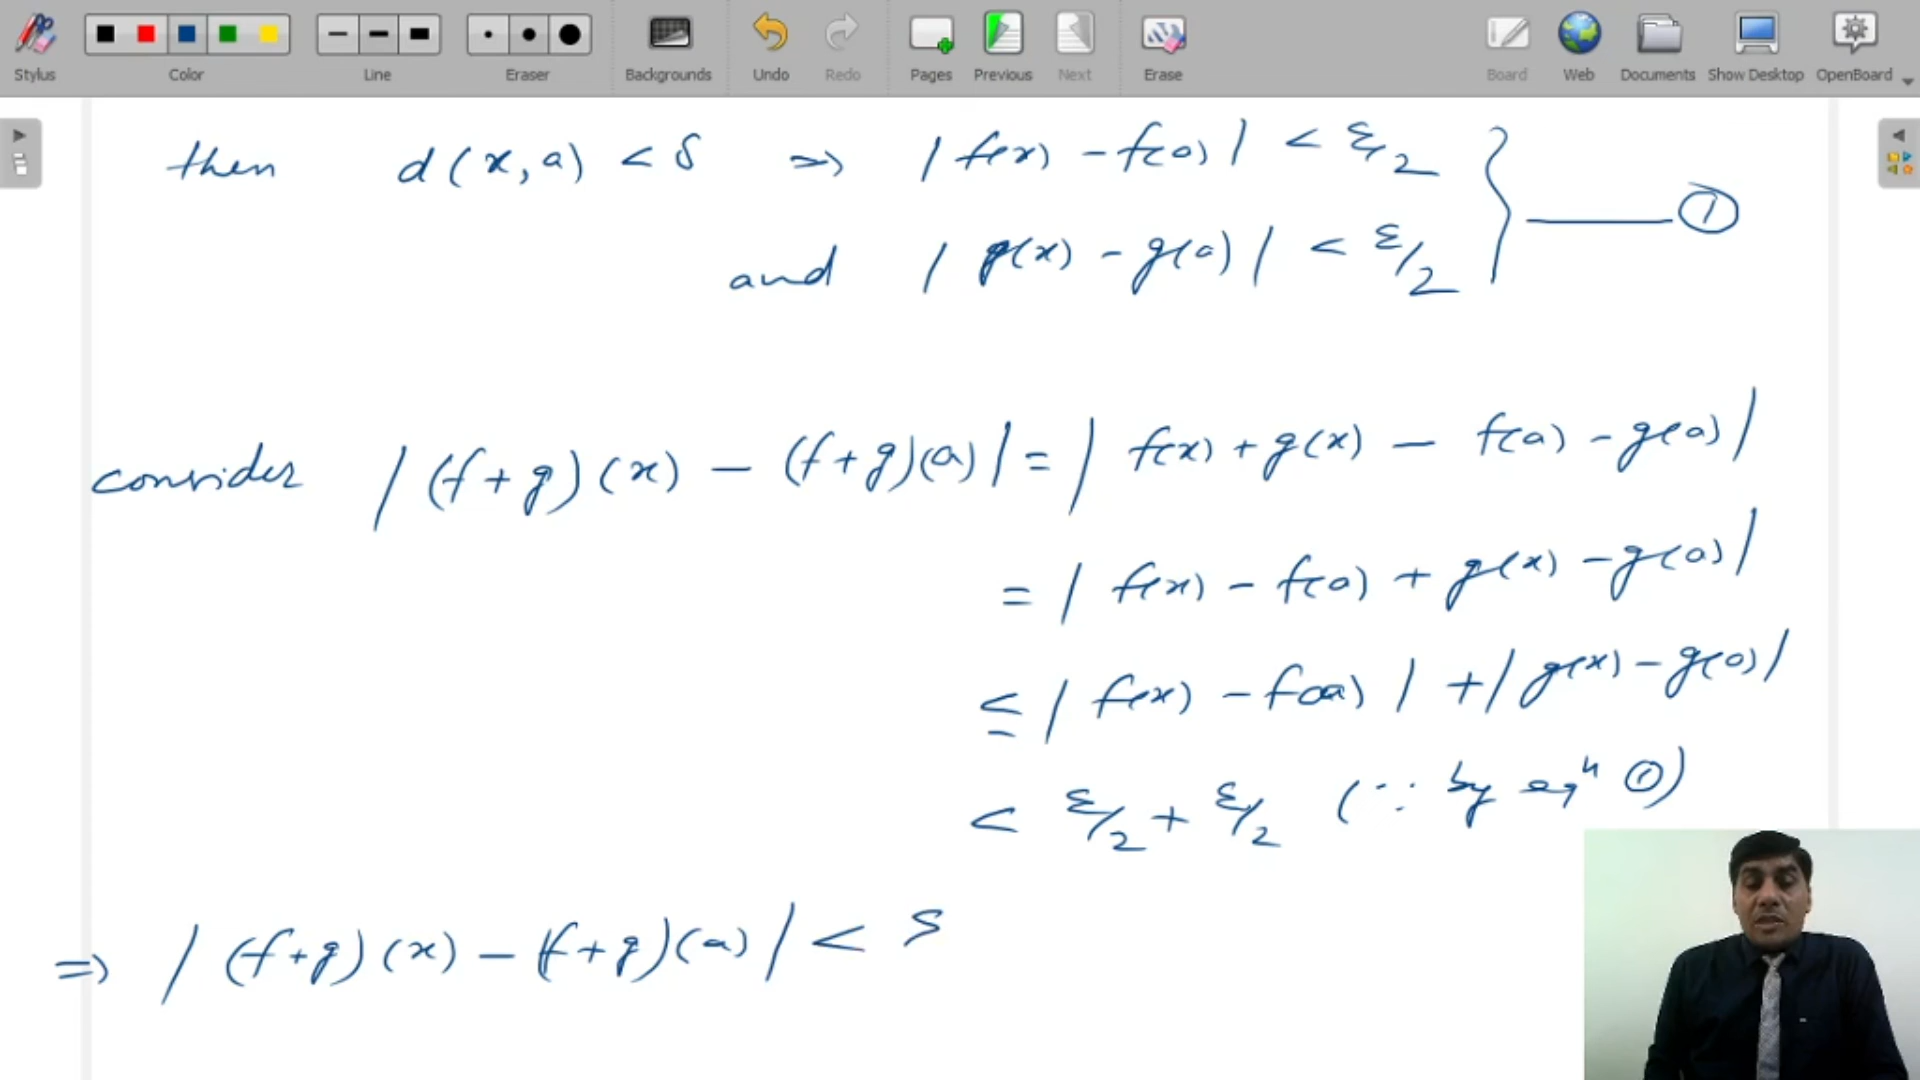 Stylus Color Line Eraser Backgrounds Undo Redo Pages Previous Next Erase Board Web Documents Show Desktop OpenBoard
then d(x,a) < δ => |f(x) - f(a)| < ε/2
and |g(x) - g(a)| < ε/2 } —— ①
consider |(f+g)(x) - (f+g)(a)| = |f(x) + g(x) - f(a) - g(a)|
= |f(x) - f(a) + g(x) - g(a)|
≤ |f(x) - f(a)| + |g(x) - g(a)|
< ε/2 + ε/2 (∵ by eqⁿ ①)
=> |(f+g)(x) - (f+g)(a)| < S